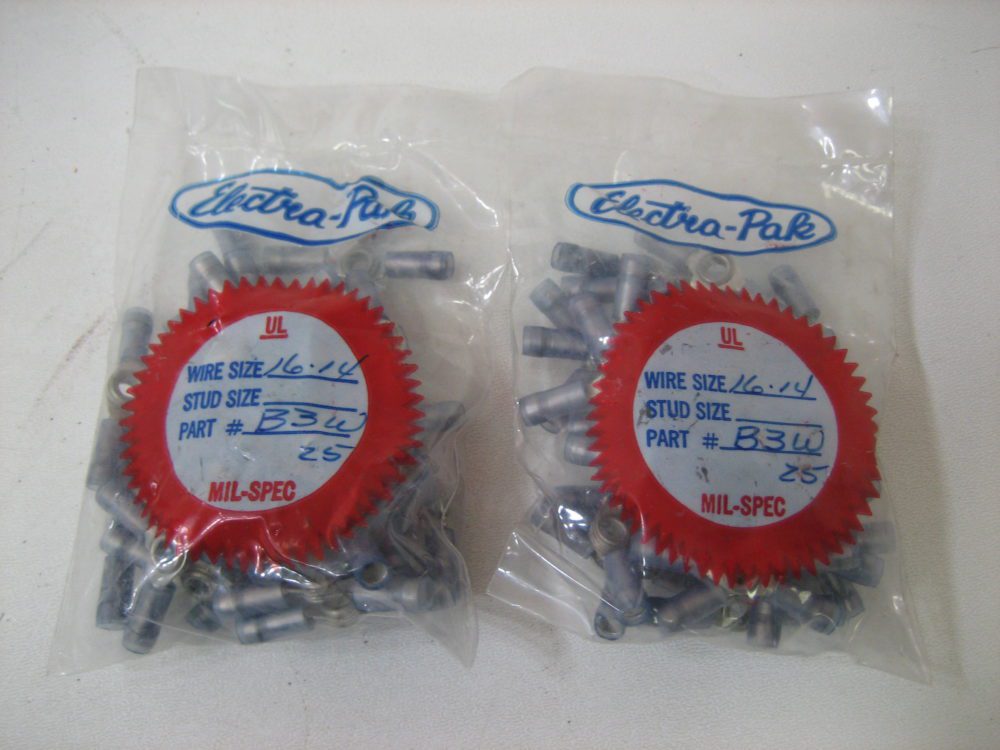 Electra-Pak
UL
WIRE SIZE 16-14
STUD SIZE
PART # B3W
25
MIL-SPEC
Electra-Pak
UL
WIRE SIZE 16-14
STUD SIZE
PART # B3W
25
MIL-SPEC